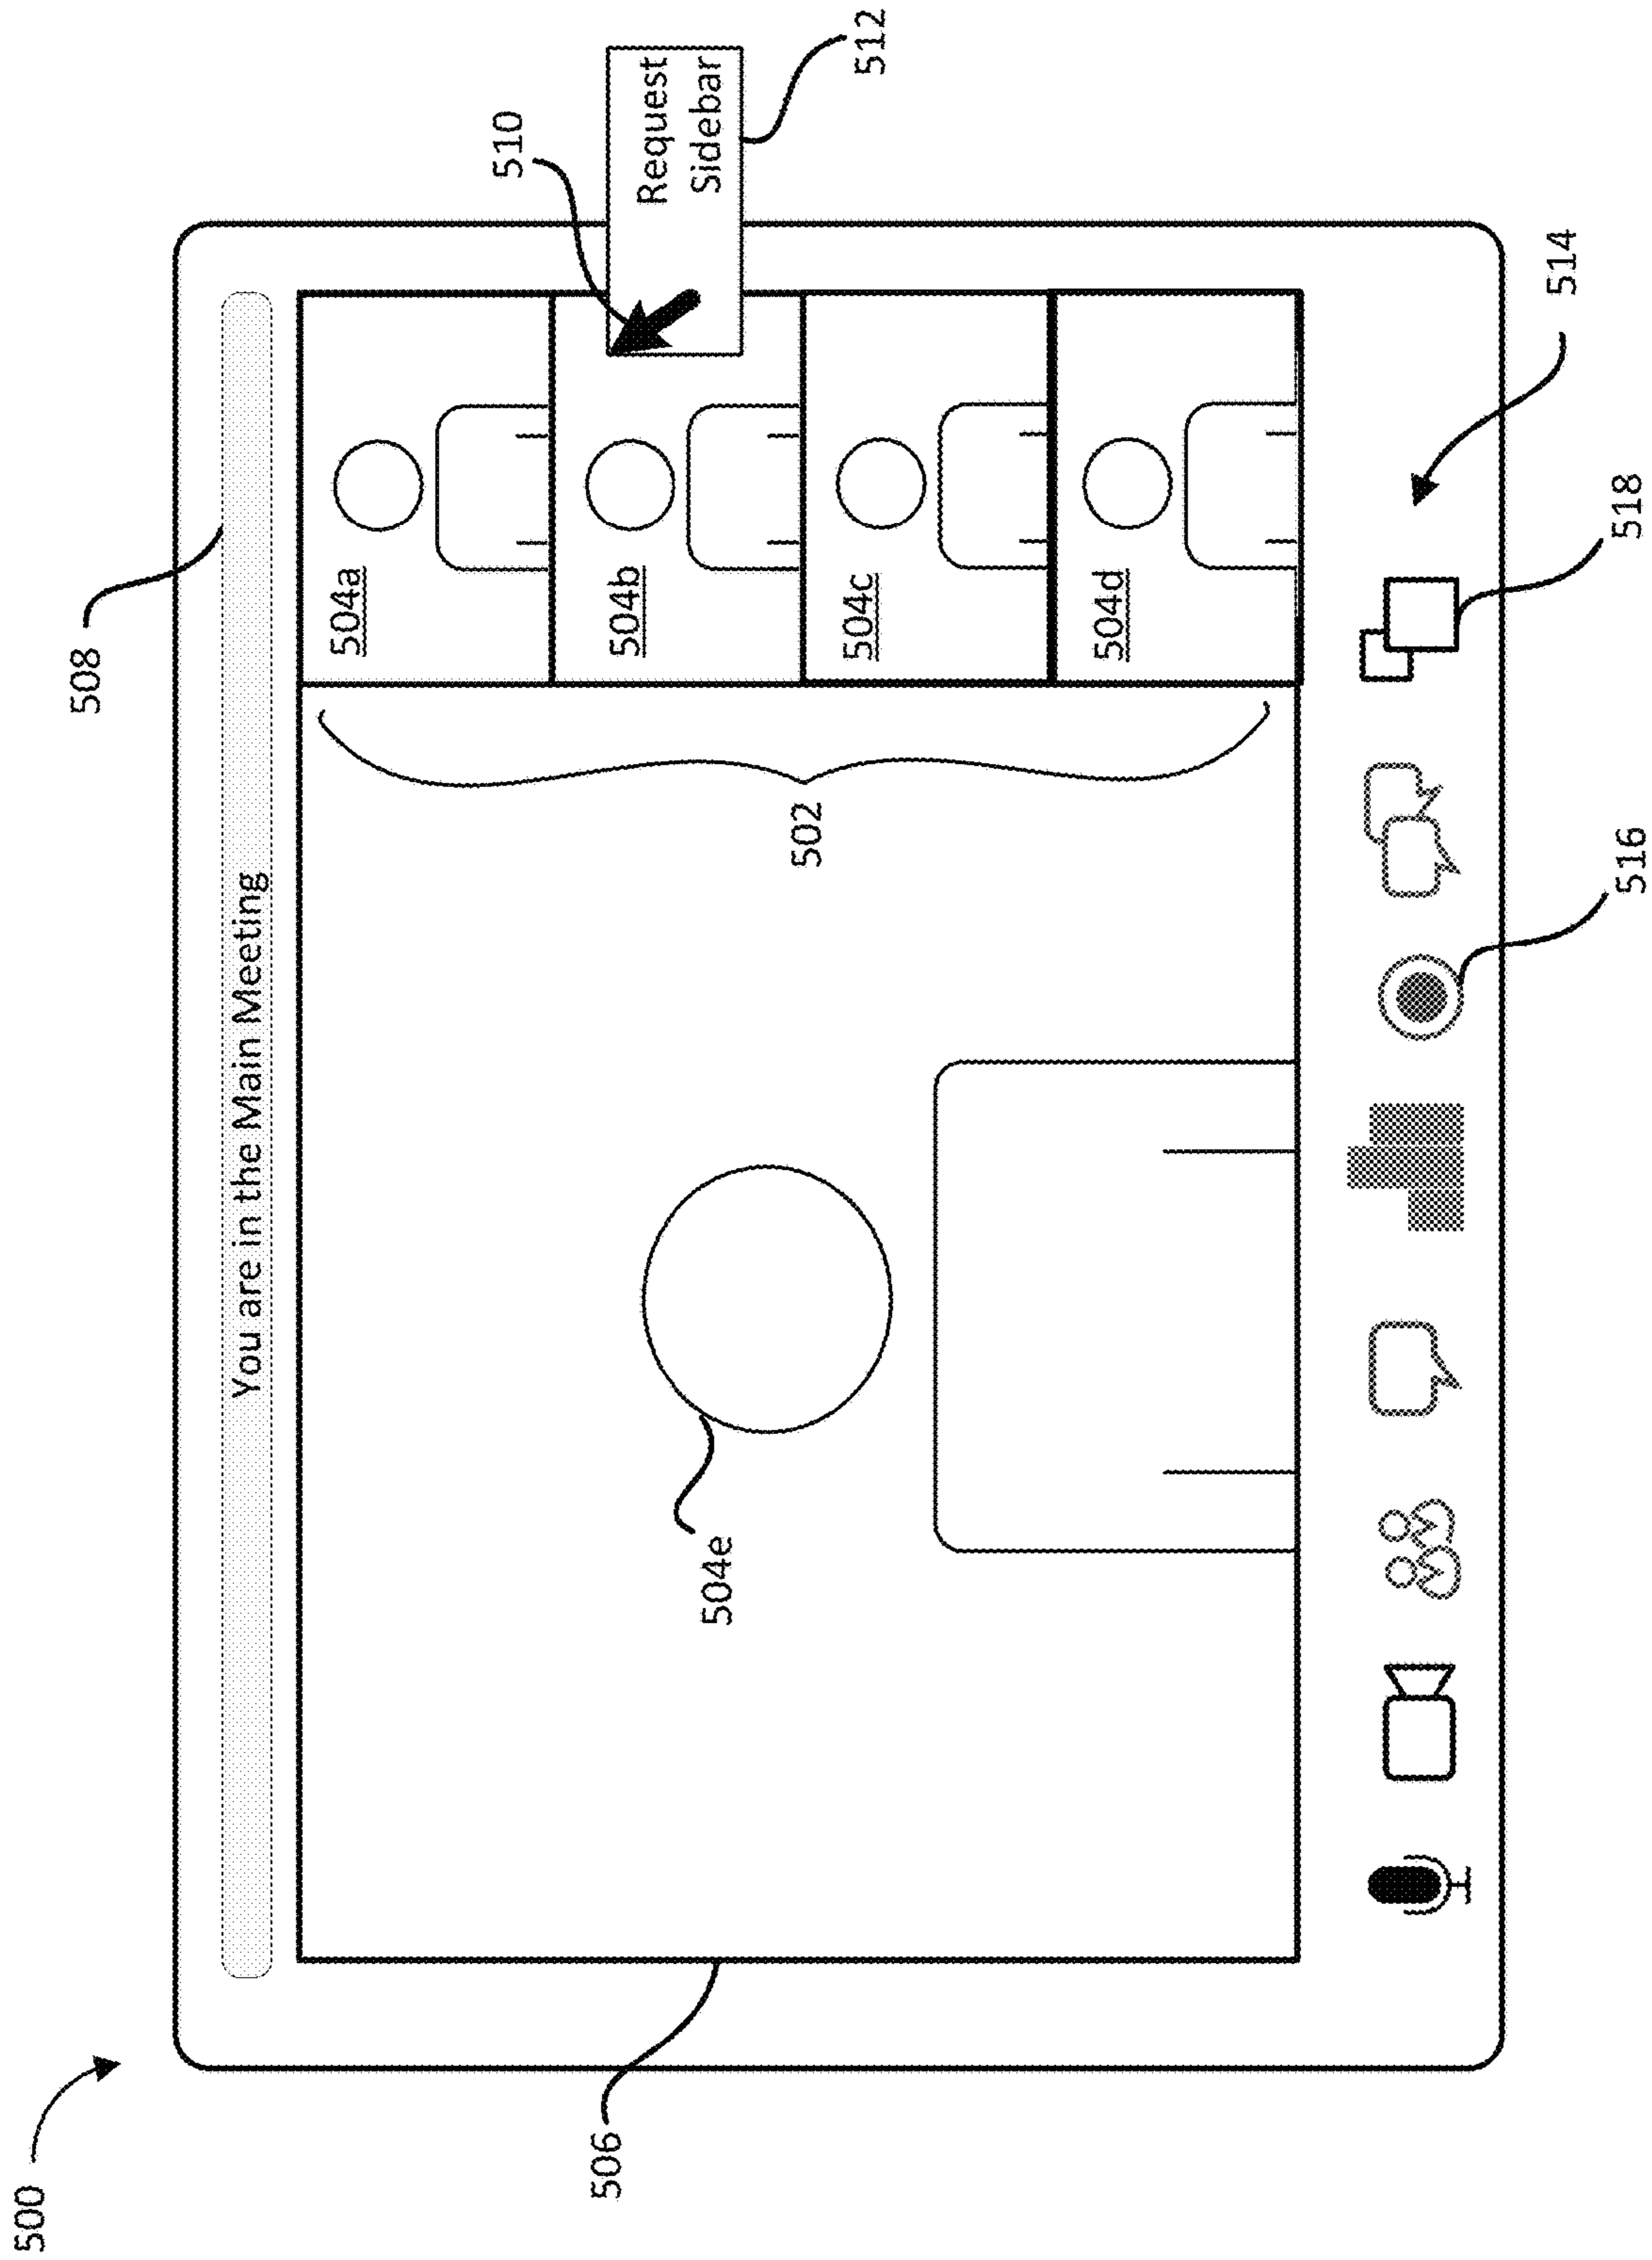 500
508
You are in the Main Meeting
510
Request
Sidebar
512
504a
504b
504c
504d
502
504e
506
514
516
518